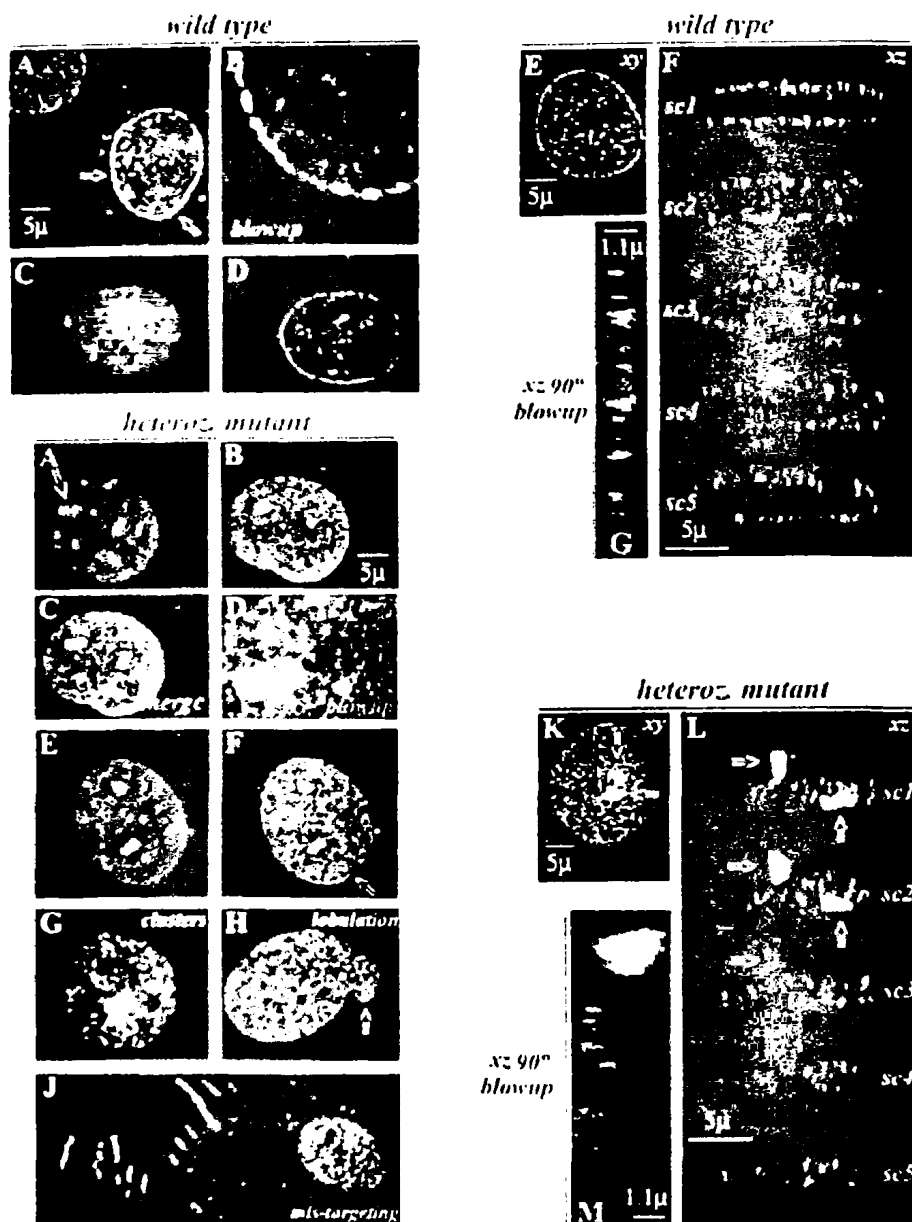 wild type
A
5μ
B
blowup
C
D
heteroz. mutant
A
B
5μ
C
merge
D
blowup
E
F
G
clusters
H
lobulation
J
mis-targeting
wild type
E
xy
5μ
F
xz
sc1
sc2
sc3
sc4
sc5
5μ
1.1μ
G
xz 90°
blowup
heteroz. mutant
K
xy
5μ
L
xz
sc1
sc2
sc3
sc4
sc5
5μ
xz 90°
blowup
M
1.1μ